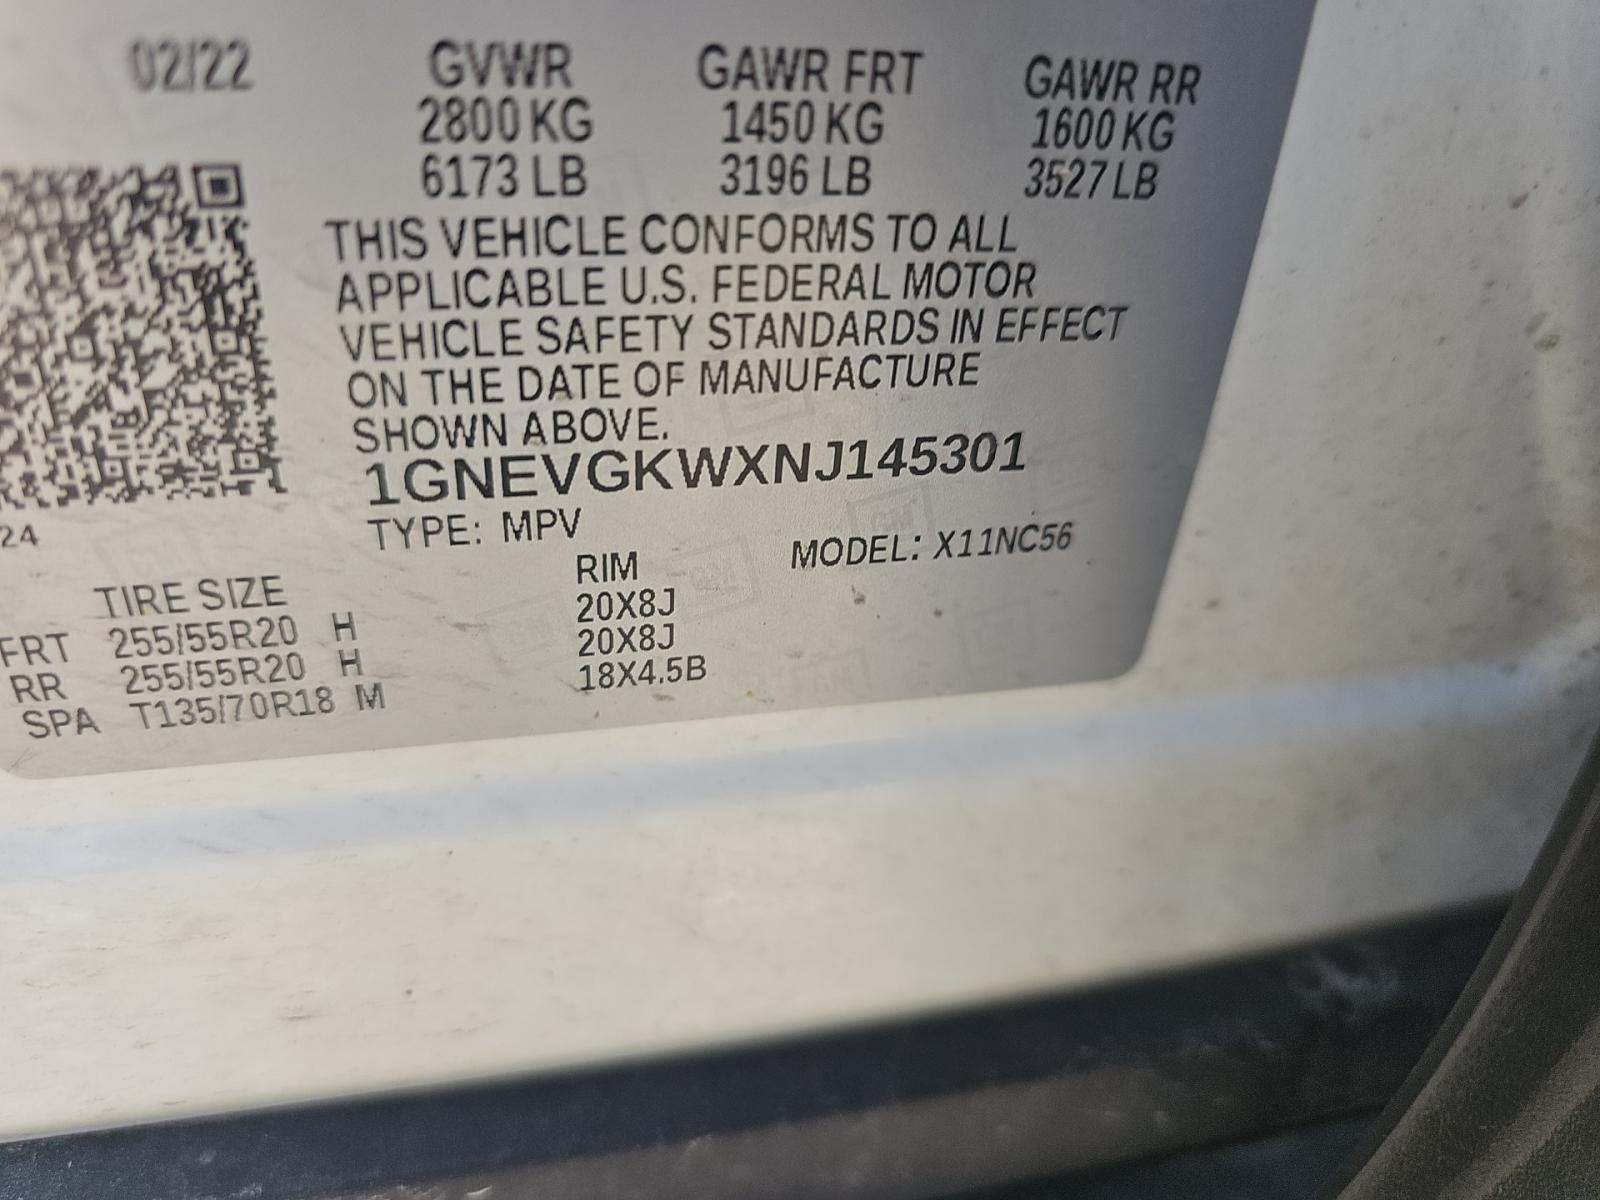 02/22 GVWR GAWR FRT GAWR RR
2800 KG 1450 KG 1600 KG
6173 LB 3196 LB 3527 LB
THIS VEHICLE CONFORMS TO ALL
APPLICABLE U.S. FEDERAL MOTOR
VEHICLE SAFETY STANDARDS IN EFFECT
ON THE DATE OF MANUFACTURE
SHOWN ABOVE.
1GNEVGKWXNJ145301
24
TYPE: MPV MODEL: X11NC56
TIRE SIZE RIM
FRT 255/55R20 H 20X8J
RR 255/55R20 H 20X8J
SPA T135/70R18 M 18X4.5B